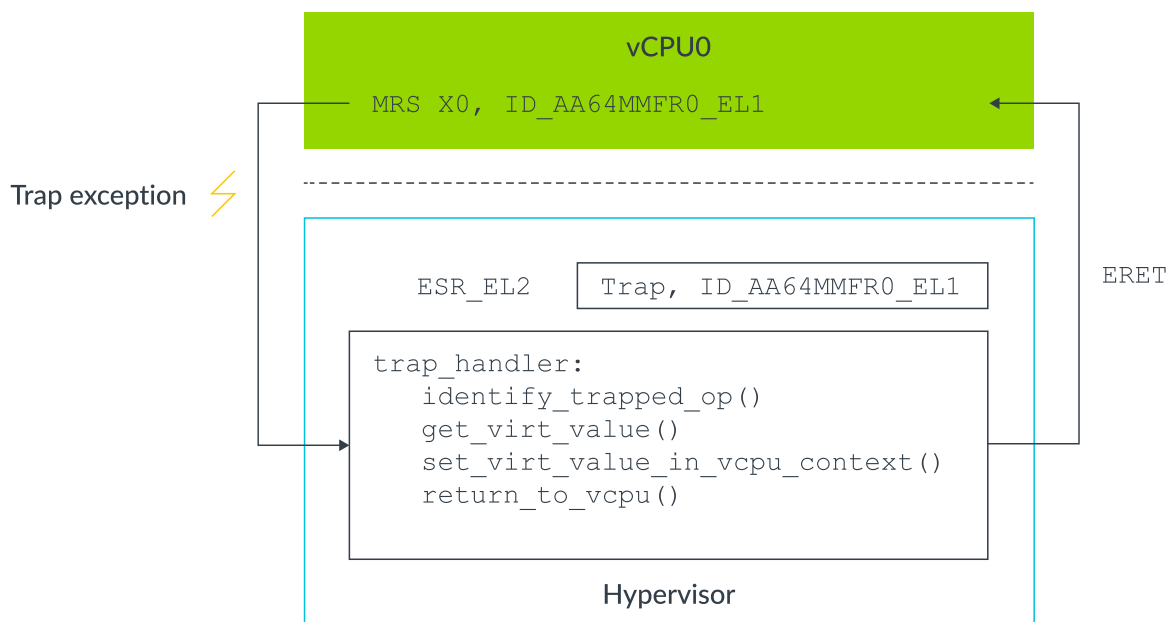 vCPU0
MRS X0, ID_AA64MMFR0_EL1
Trap exception
ESR_EL2
Trap, ID_AA64MMFR0_EL1
ERET
trap_handler:
identify_trapped_op()
get_virt_value()
set_virt_value_in_vcpu_context()
return_to_vcpu()
Hypervisor